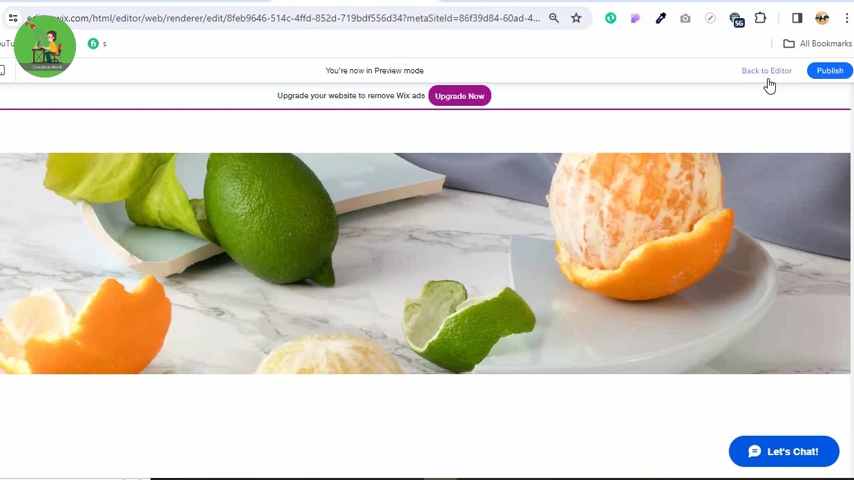 wix.com/html/editor/web/renderer/edit/8feb9646-514c-4ffd-852d-719bdf556d34?metaSiteId=86f39d84-60ad-4...
SG
s
All Bookmarks
You're now in Preview mode
Back to Editor
Publish
Upgrade your website to remove Wix ads
Upgrade Now
Let's Chat!